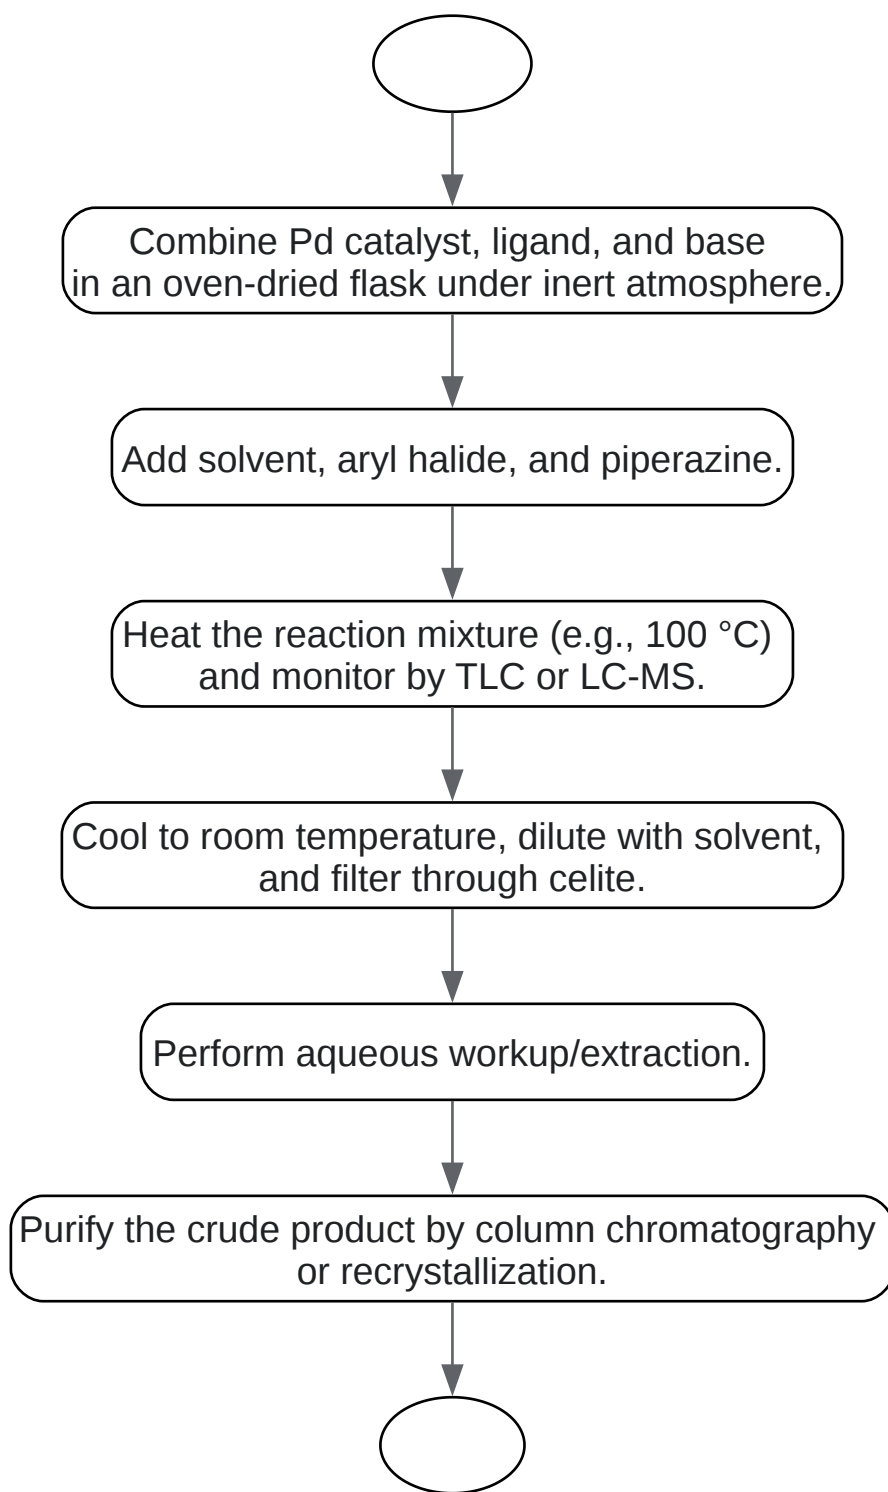 Combine Pd catalyst, ligand, and base
in an oven-dried flask under inert atmosphere.
Add solvent, aryl halide, and piperazine.
Heat the reaction mixture (e.g., 100 °C)
and monitor by TLC or LC-MS.
Cool to room temperature, dilute with solvent,
and filter through celite.
Perform aqueous workup/extraction.
Purify the crude product by column chromatography
or recrystallization.